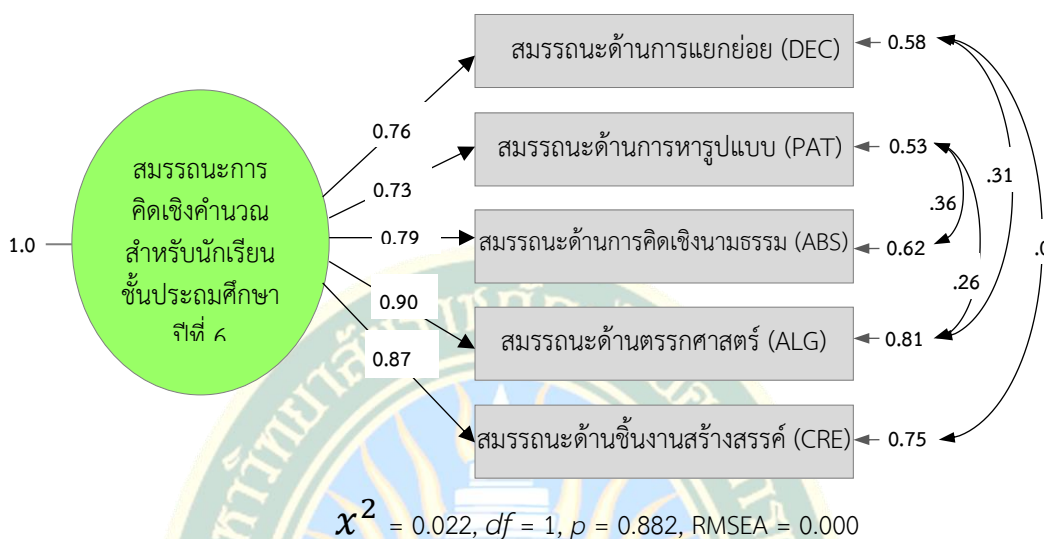 สมรรถนะด้านการแยกย่อย (DEC)
0.58
0.76
สมรรถนะด้านการหารูปแบบ (PAT)
0.53
0.73
.31
.36
สมรรถนะการ
คิดเชิงคำนวณ
สำหรับนักเรียน
ชั้นประถมศึกษา
ปีที่ 6
1.0
0.79
สมรรถนะด้านการคิดเชิงนามธรรม (ABS)
0.62
.26
0.90
สมรรถนะด้านตรรกศาสตร์ (ALG)
0.81
0.87
สมรรถนะด้านชิ้นงานสร้างสรรค์ (CRE)
0.75
x² = 0.022, df = 1, p = 0.882, RMSEA = 0.000